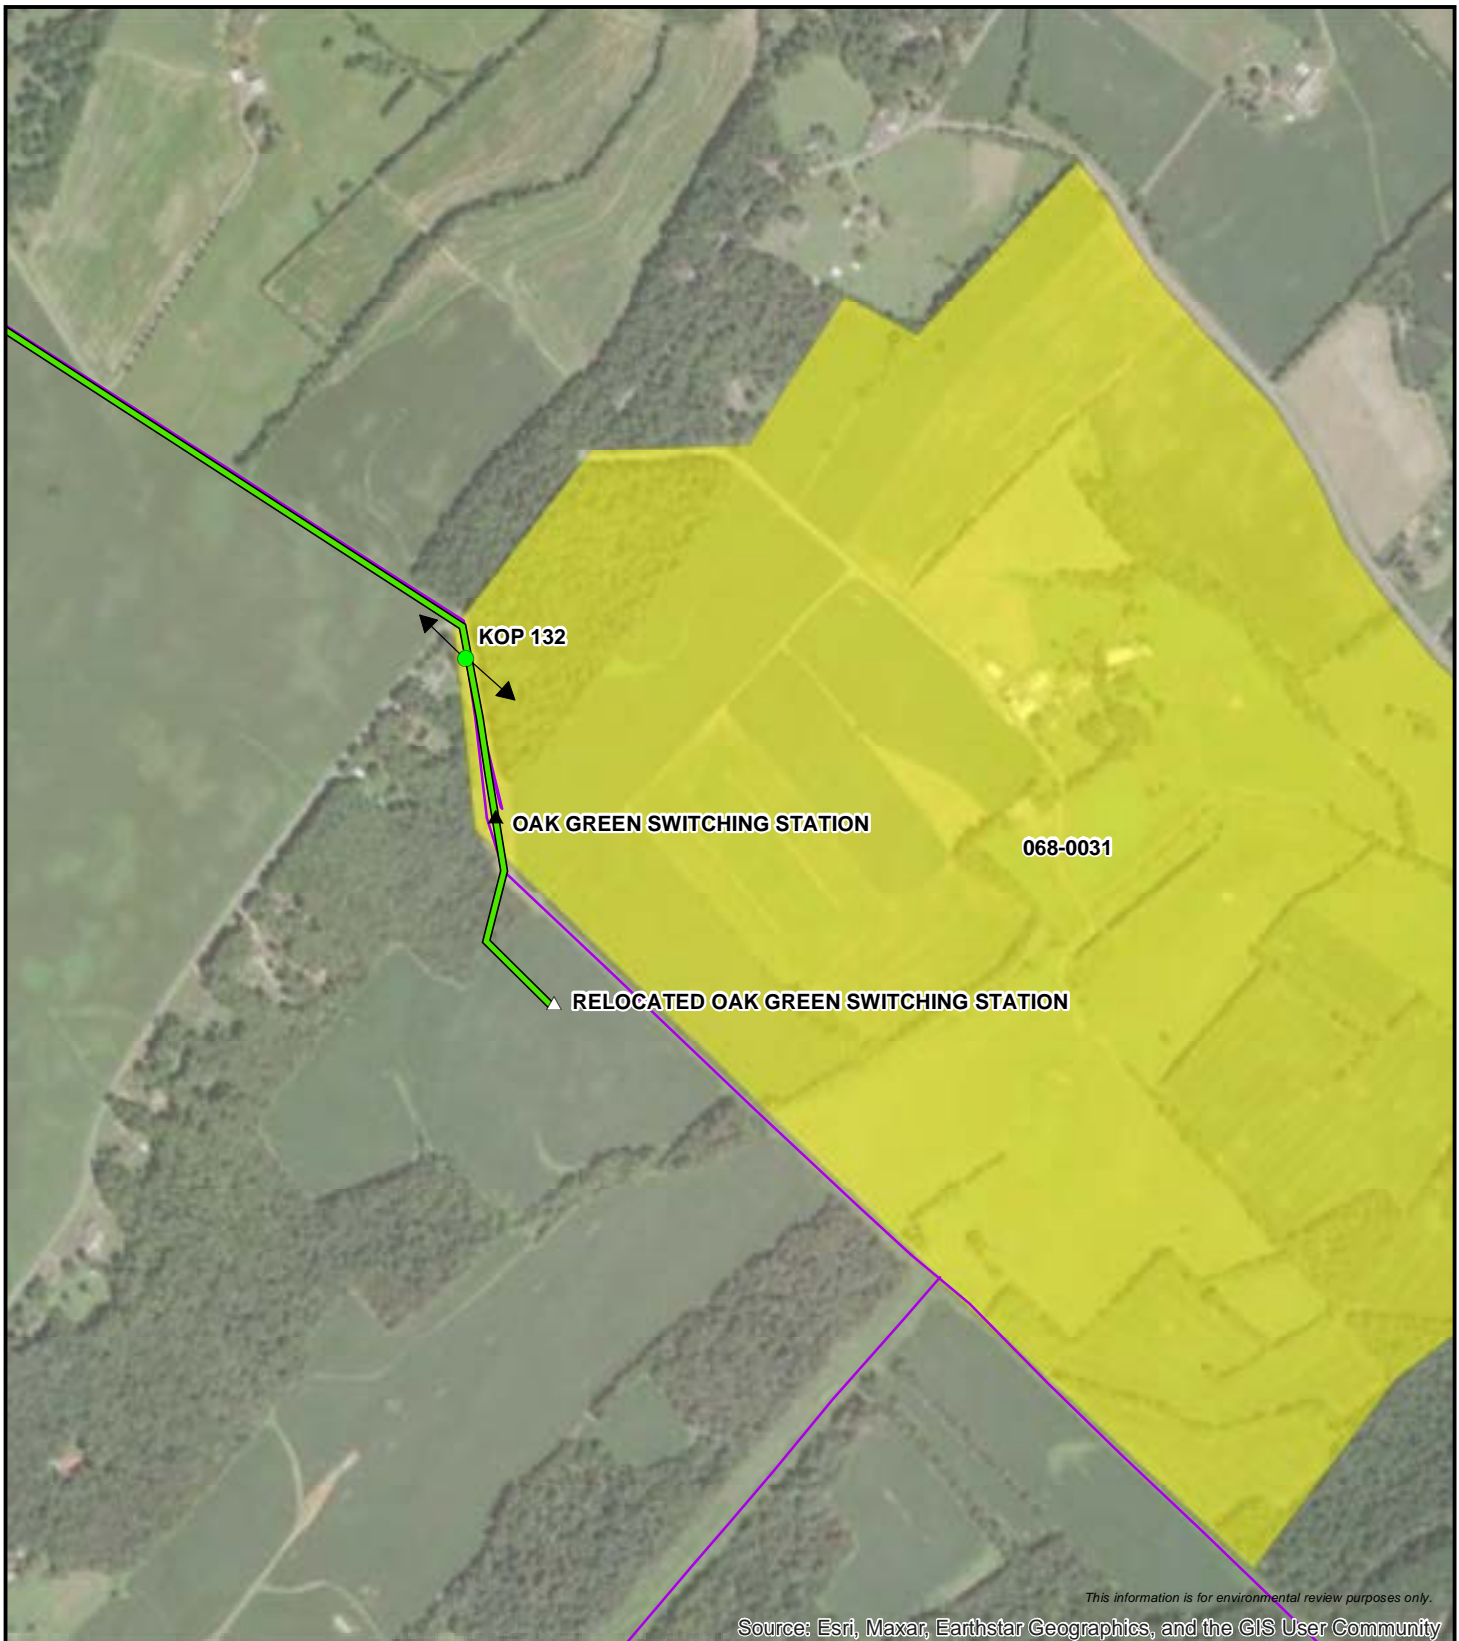 KOP 132
OAK GREEN SWITCHING STATION
068-0031
RELOCATED OAK GREEN SWITCHING STATION
This information is for environmental review purposes only.
Source: Esri, Maxar, Earthstar Geographics, and the GIS User Community